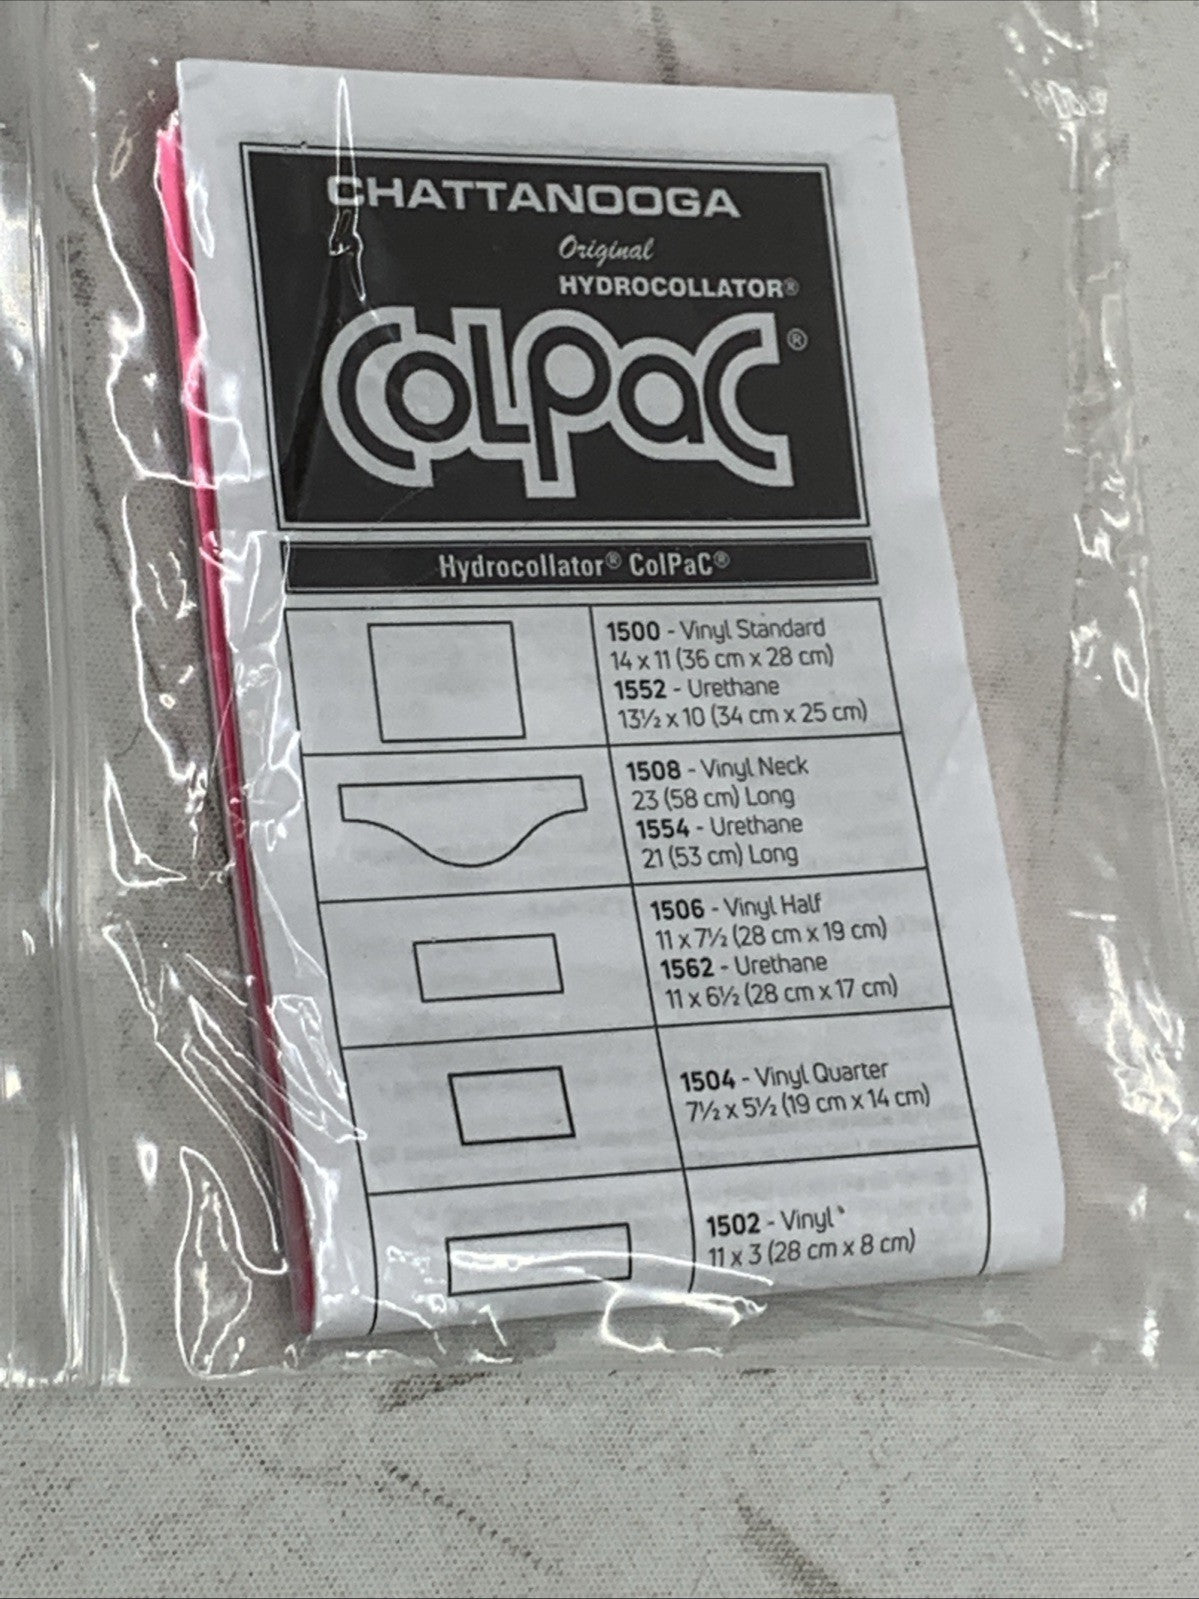 CHATTANOOGA
Original
HYDROCOLLATOR®
ColPaC®
Hydrocollator® ColPaC®
1500 - Vinyl Standard
14 x 11 (36 cm x 28 cm)
1552 - Urethane
13½ x 10 (34 cm x 25 cm)
1508 - Vinyl Neck
23 (58 cm) Long
1554 - Urethane
21 (53 cm) Long
1506 - Vinyl Half
11 x 7½ (28 cm x 19 cm)
1562 - Urethane
11 x 6½ (28 cm x 17 cm)
1504 - Vinyl Quarter
7½ x 5½ (19 cm x 14 cm)
1502 - Vinyl
11 x 3 (28 cm x 8 cm)